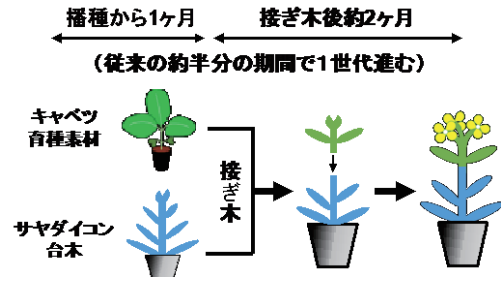 播種から1ヶ月
接ぎ木後約2ヶ月
（従来の約半分の期間で1世代進む）
キャベツ
育種素材
接ぎ木
サヤダイコン
台木